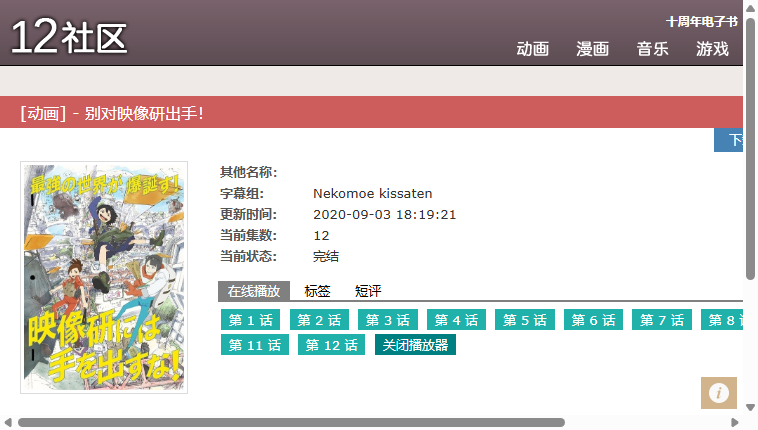 十周年电子书
12社区
动画 漫画 音乐 游戏
[动画] - 别对映像研出手!
最強の世界が爆誕す!
映像研には
手を出すな!
其他名称:
字幕组: Nekomoe kissaten
更新时间: 2020-09-03 18:19:21
当前集数: 12
当前状态: 完结
在线播放 标签 短评
第 1 话 第 2 话 第 3 话 第 4 话 第 5 话 第 6 话 第 7 话 第 8
第 11 话 第 12 话 关闭播放器
i